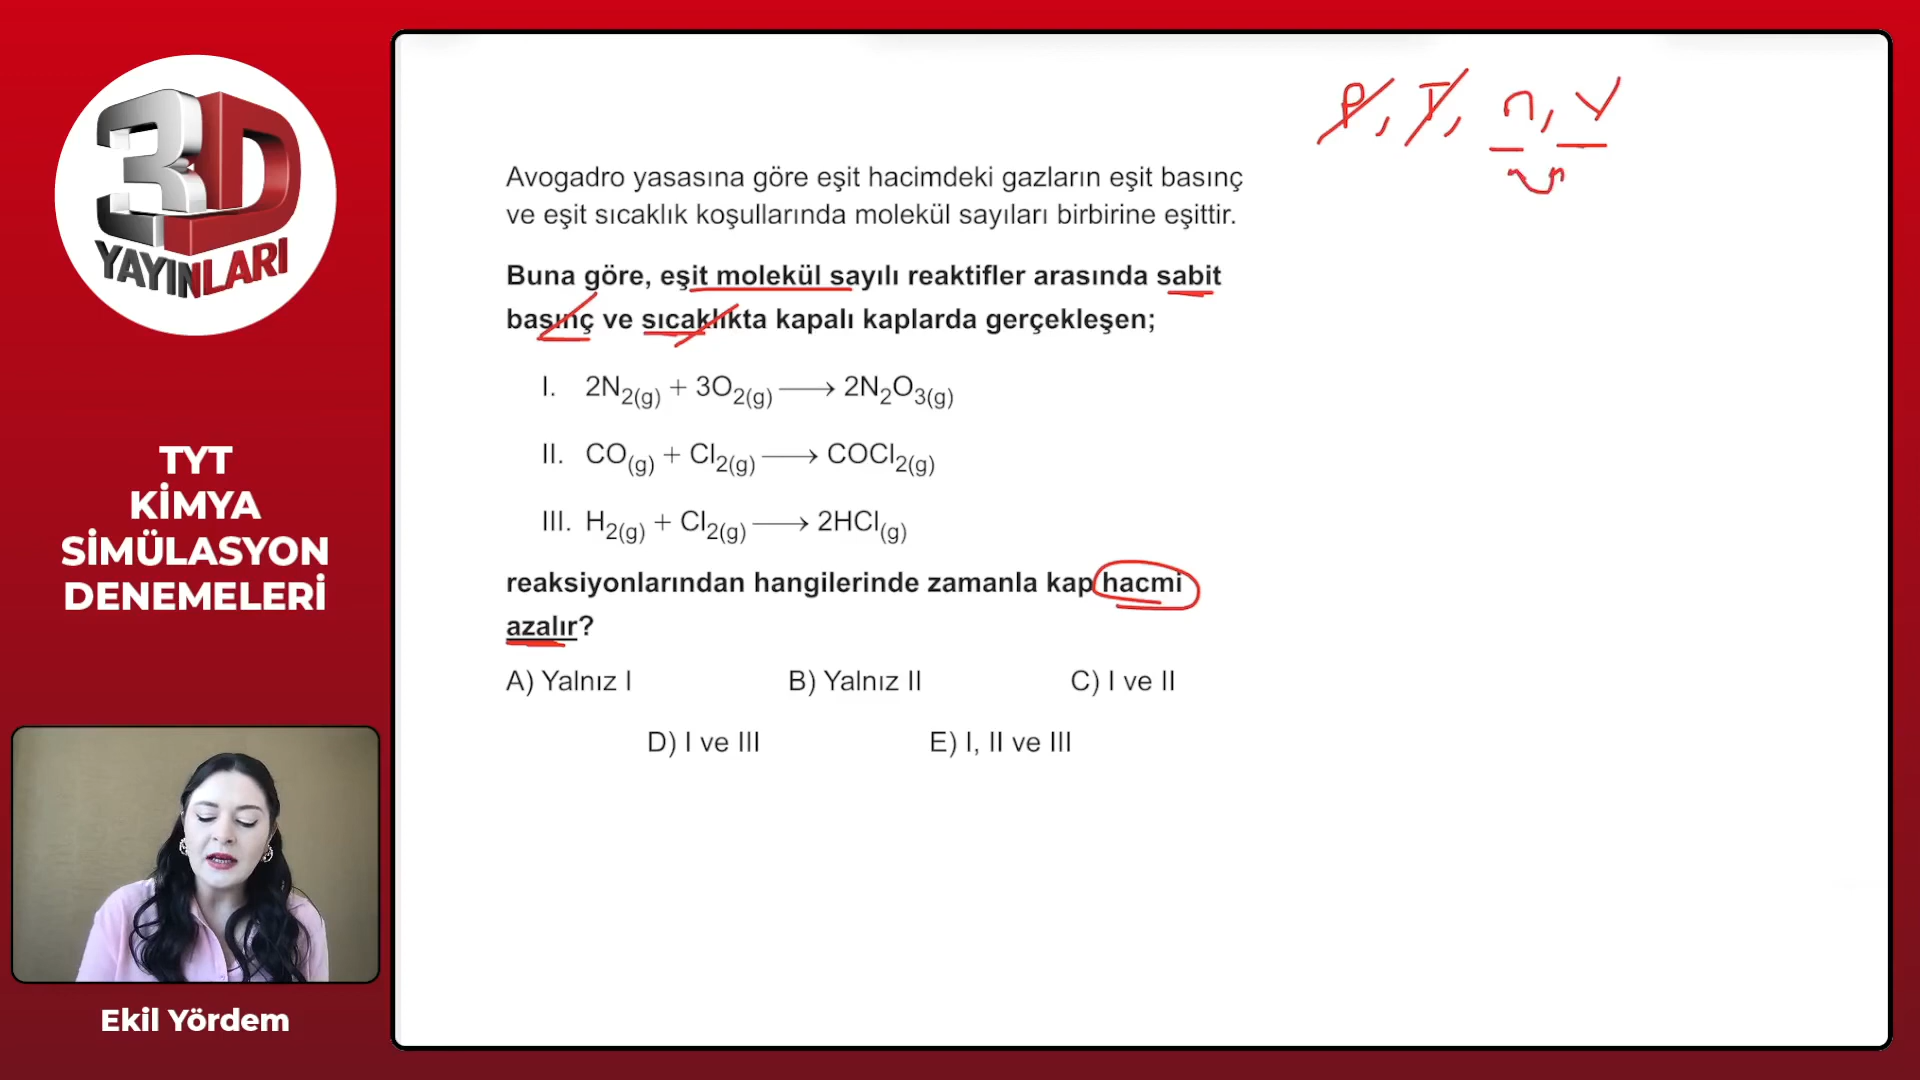 3D
YAYINLARI
TYT
KİMYA
SİMÜLASYON
DENEMELERİ
Ekil Yördem
P, T, n, V
Avogadro yasasına göre eşit hacimdeki gazların eşit basınç
ve eşit sıcaklık koşullarında molekül sayıları birbirine eşittir.
Buna göre, eşit molekül sayılı reaktifler arasında sabit
basınç ve sıcaklıkta kapalı kaplarda gerçekleşen;
I. 2N₂(g) + 3O₂(g) ⟶ 2N₂O₃(g)
II. CO(g) + Cl₂(g) ⟶ COCl₂(g)
III. H₂(g) + Cl₂(g) ⟶ 2HCl(g)
reaksiyonlarından hangilerinde zamanla kap hacmi
azalır?
A) Yalnız I B) Yalnız II C) I ve II
D) I ve III E) I, II ve III